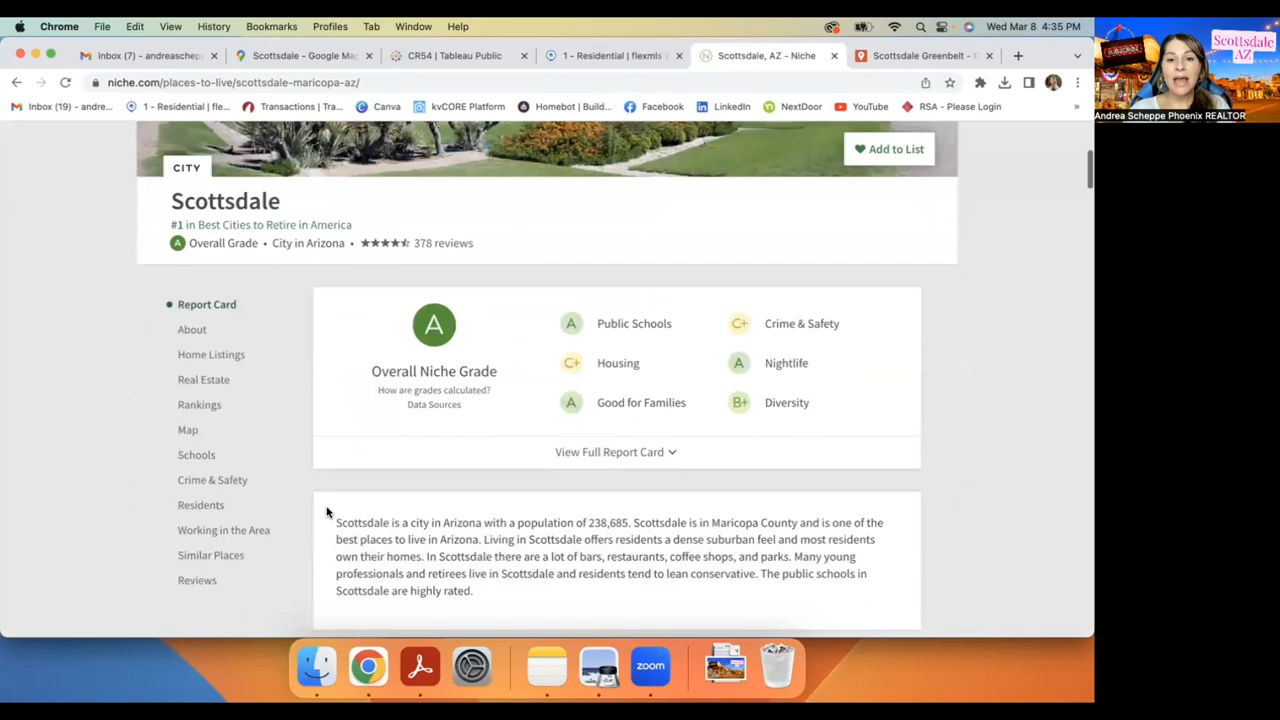 Chrome File Edit View History Bookmarks Profiles Tab Window Help Wed Mar 8 4:35 PM
Inbox (7) - andreaschep Scottsdale - Google Ma CR54 | Tableau Public 1 - Residential | flexmls W Scottsdale, AZ - Niche Scottsdale Greenbelt - G
niche.com/places-to-live/scottsdale-maricopa-az/
Inbox (19) - andre... 1 - Residential | fle... Transactions | Tra... Canva kvCORE Platform Homebot | Build... Facebook LinkedIn NextDoor YouTube RSA - Please Login »
SUBSCRIBE
Scottsdale
AZ
Andrea Scheppe Phoenix REALTOR
Add to List
CITY
Scottsdale
#1 in Best Cities to Retire in America
A Overall Grade • City in Arizona • 378 reviews
Report Card
About
Home Listings
Real Estate
Rankings
Map
Schools
Crime & Safety
Residents
Working in the Area
Similar Places
Reviews
A
Overall Niche Grade
How are grades calculated?
Data Sources
A Public Schools
C+ Housing
A Good for Families
C+ Crime & Safety
A Nightlife
B+ Diversity
View Full Report Card
Scottsdale is a city in Arizona with a population of 238,685. Scottsdale is in Maricopa County and is one of the
best places to live in Arizona. Living in Scottsdale offers residents a dense suburban feel and most residents
own their homes. In Scottsdale there are a lot of bars, restaurants, coffee shops, and parks. Many young
professionals and retirees live in Scottsdale and residents tend to lean conservative. The public schools in
Scottsdale are highly rated.
zoom